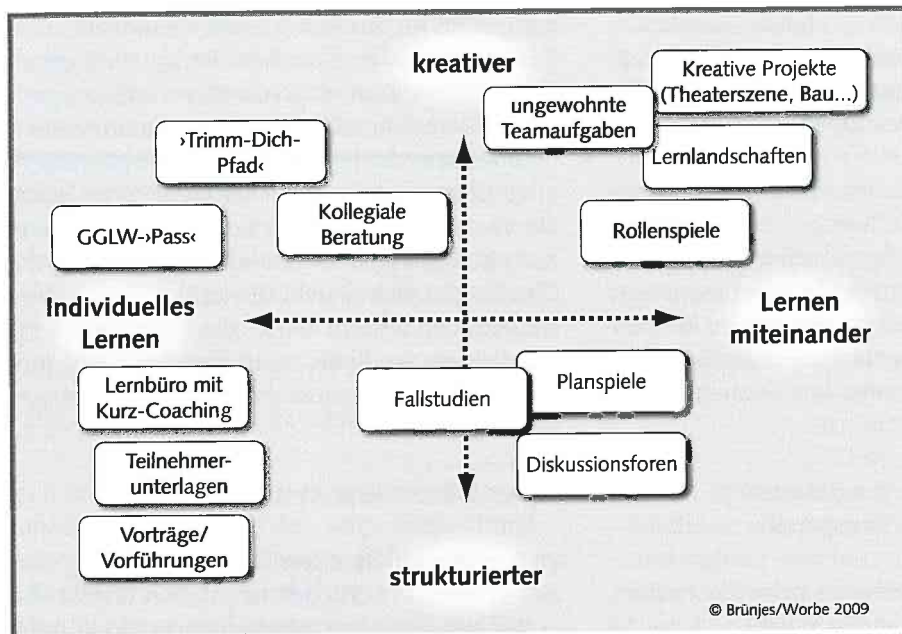 kreativer
Kreative Projekte
(Theaterszene, Bau...)
ungewohnte
Teamaufgaben
›Trimm-Dich-
Pfad‹
Lernlandschaften
Kollegiale
Beratung
GGLW-›Pass‹
Rollenspiele
Individuelles
Lernen
Lernen
miteinander
Lernbüro mit
Kurz-Coaching
Fallstudien
Planspiele
Teilnehmer-
unterlagen
Diskussionsforen
Vorträge/
Vorführungen
strukturierter
© Brünjes/Worbe 2009